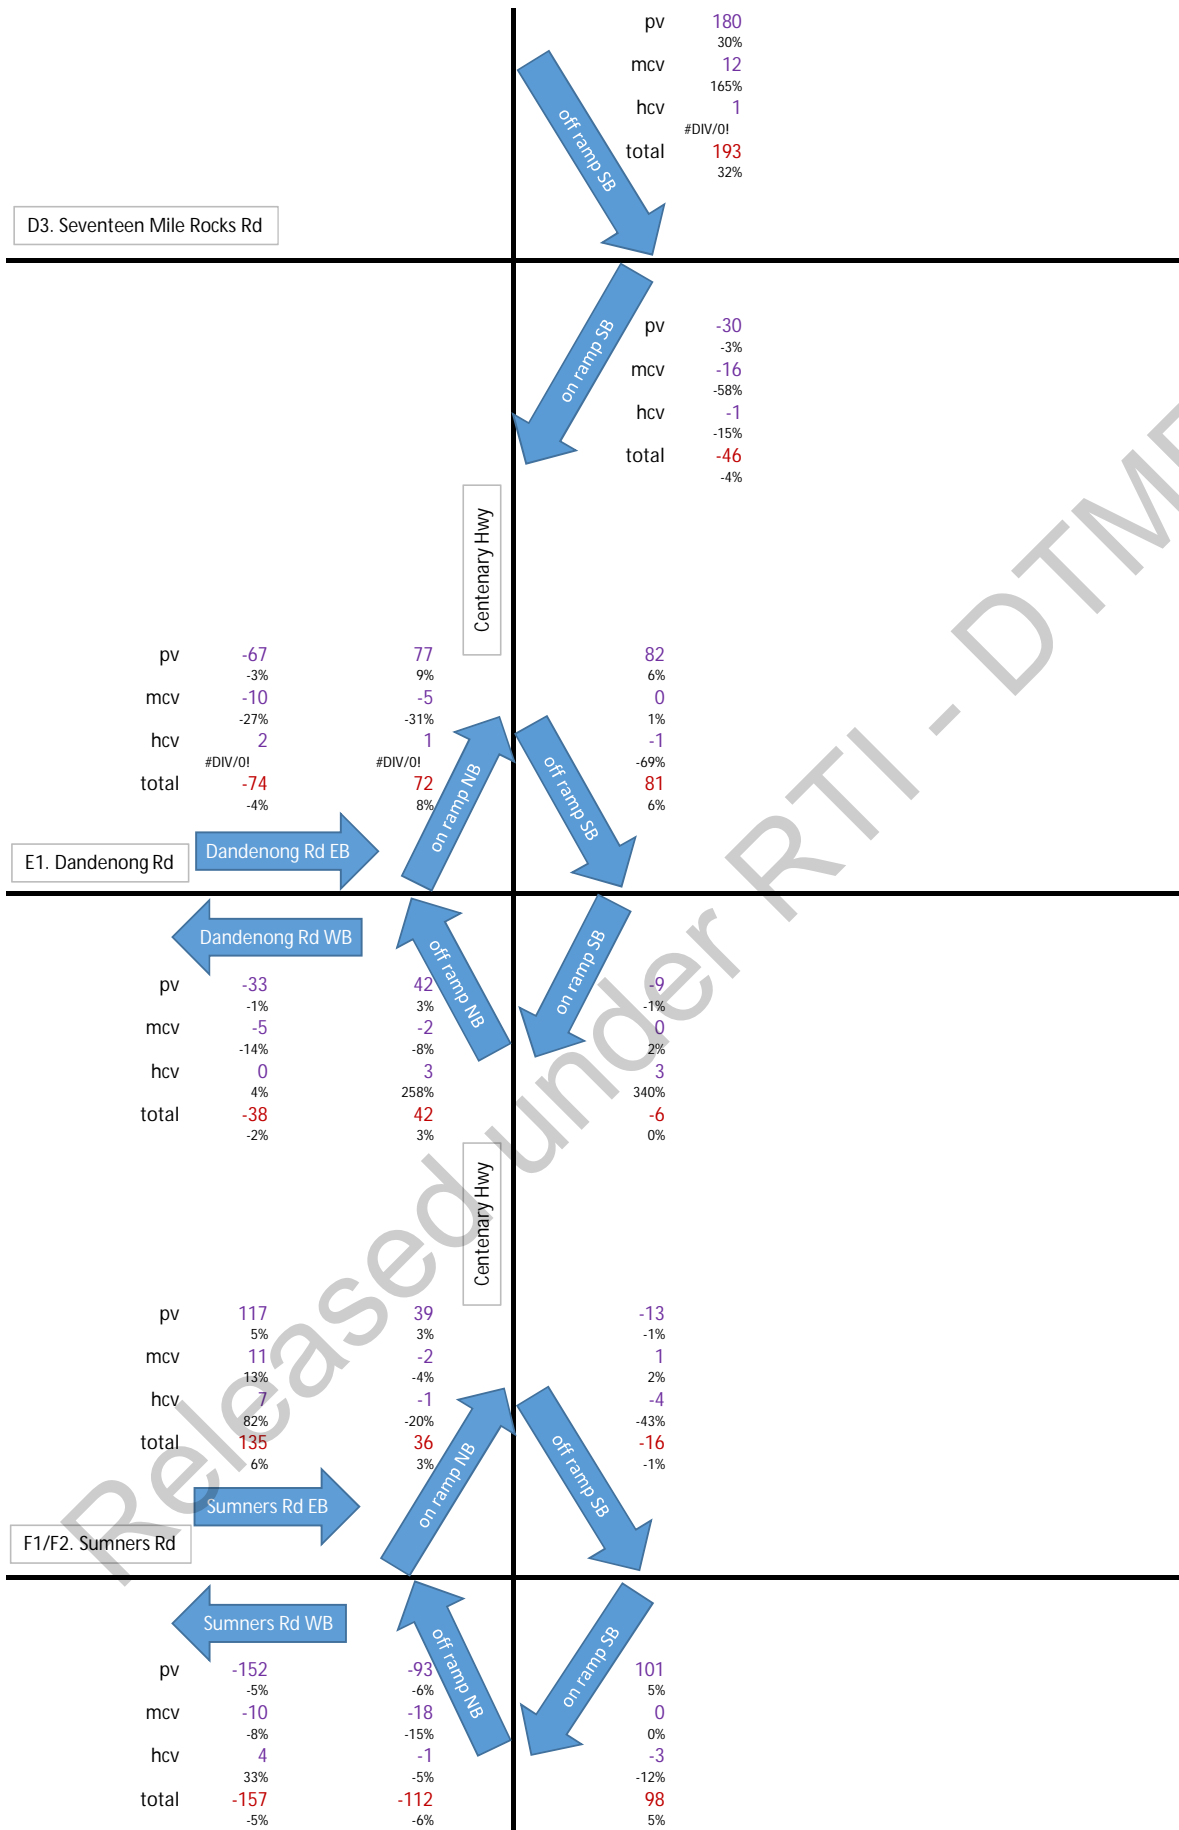 pv 180
30%
mcv 12
165%
hcv 1
#DIV/0!
total 193
32%
off ramp SB
D3. Seventeen Mile Rocks Rd
on ramp SB
pv -30
-3%
mcv -16
-58%
hcv -1
-15%
total -46
-4%
Centenary Hwy
pv -67 77 82
-3% 9% 6%
mcv -10 -5 0
-27% -31% 1%
hcv 2 1 -1
#DIV/0! #DIV/0! -69%
total -74 72 81
-4% 8% 6%
on ramp NB
off ramp SB
Dandenong Rd EB
E1. Dandenong Rd
Dandenong Rd WB
off ramp NB
on ramp SB
pv -33 42 -9
-1% 3% -1%
mcv -5 -2 0
-14% -8% 2%
hcv 0 3 3
4% 258% 340%
total -38 42 -6
-2% 3% 0%
Centenary Hwy
pv 117 39 -13
5% 3% -1%
mcv 11 -2 1
13% -4% 2%
hcv 7 -1 -4
82% -20% -43%
total 135 36 -16
6% 3% -1%
on ramp NB
off ramp SB
Sumners Rd EB
F1/F2. Sumners Rd
Sumners Rd WB
off ramp NB
on ramp SB
pv -152 -93 101
-5% -6% 5%
mcv -10 -18 0
-8% -15% 0%
hcv 4 -1 -3
33% -5% -12%
total -157 -112 98
-5% -6% 5%
Released under RTI - DTMR